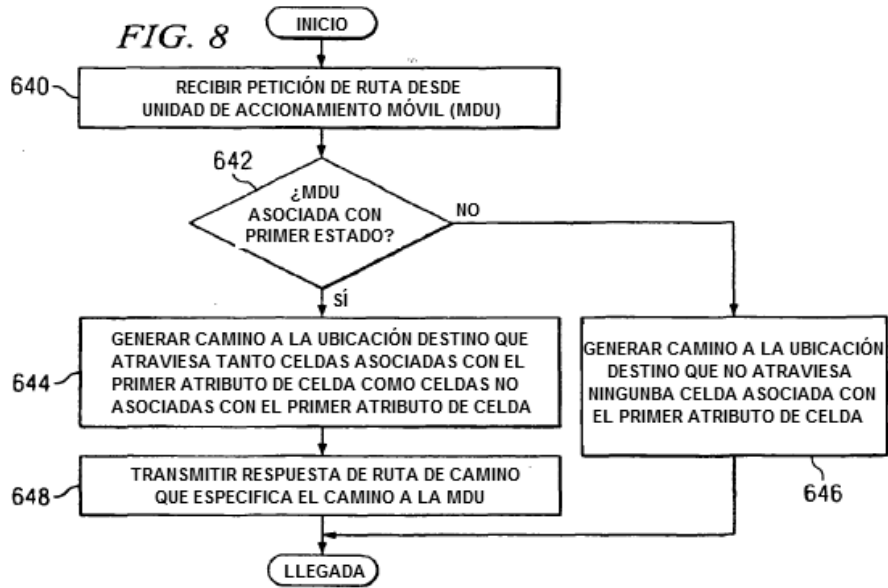 INICIO
FIG. 8
640
RECIBIR PETICIÓN DE RUTA DESDE
UNIDAD DE ACCIONAMIENTO MÓVIL (MDU)
642
¿MDU
ASOCIADA CON
PRIMER ESTADO?
NO
SÍ
644
GENERAR CAMINO A LA UBICACIÓN DESTINO QUE
ATRAVIESA TANTO CELDAS ASOCIADAS CON EL
PRIMER ATRIBUTO DE CELDA COMO CELDAS NO
ASOCIADAS CON EL PRIMER ATRIBUTO DE CELDA
GENERAR CAMINO A LA UBICACIÓN
DESTINO QUE NO ATRAVIESA
NINGUNBA CELDA ASOCIADA CON
EL PRIMER ATRIBUTO DE CELDA
646
648
TRANSMITIR RESPUESTA DE RUTA DE CAMINO
QUE ESPECIFICA EL CAMINO A LA MDU
LLEGADA